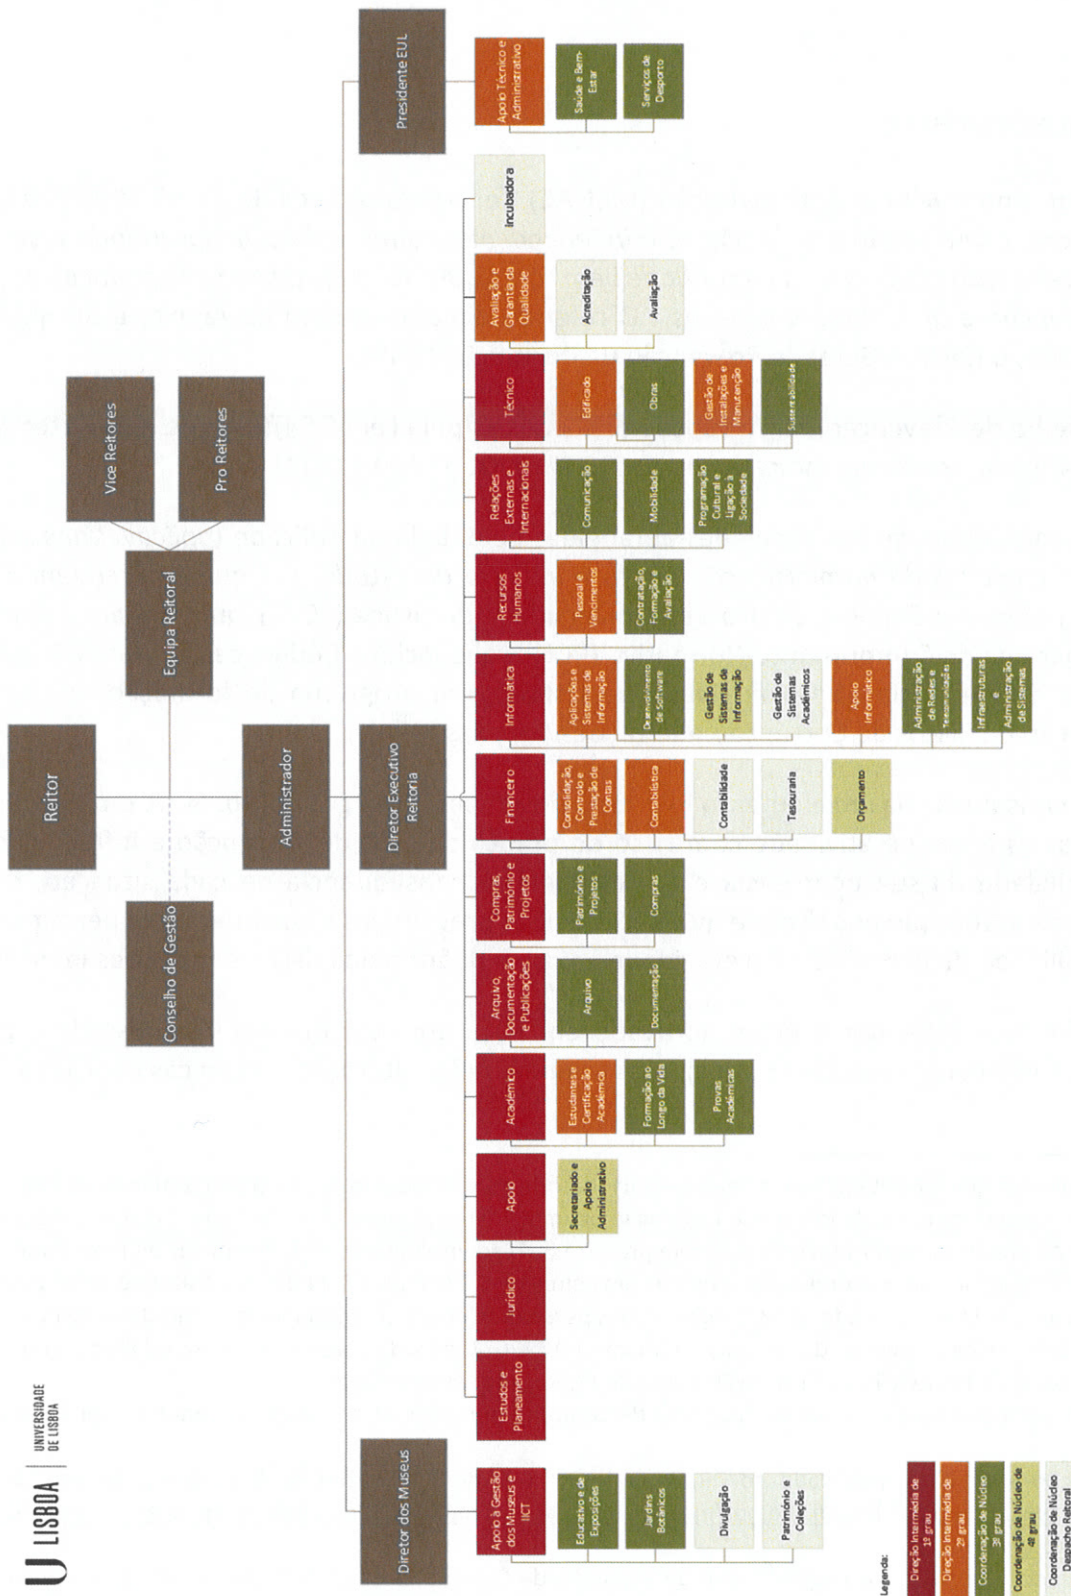 U LISBOA
UNIVERSIDADE
DE LISBOA
Reitor
Vice Reitores
Pro Reitores
Equipa Reitoral
Conselho de Gestão
Administrador
Diretor dos Museus
Diretor Executivo
Reitoria
Presidente EUL
Apoio à Gestão
dos Museus e
IICT
Educativo e de
Exposições
Jardins
Botânicos
Divulgação
Património e
Coleções
Estudos e
Planeamento
Jurídico
Apoio
Secretariado e
Apoio
Administrativo
Académico
Estudantes e
Certificação
Académica
Formação ao
Longo da Vida
Provas
Académicas
Arquivo,
Documentação
e Publicações
Arquivo
Documentação
Compras,
Património e
Projetos
Património e
Projetos
Compras
Financeiro
Consolidação,
Controlo e
Prestação de
Contas
Contabilística
Contabilidade
Tesouraria
Orçamento
Informática
Aplicações e
Sistemas de
Informação
Desenvolvimento
de Software
Gestão de
Sistemas de
Informação
Gestão de
Sistemas
Académicos
Apoio
Informático
Administração
de Redes e
Telecomunicações
Infraestruturas
e
Administração
de Sistemas
Recursos
Humanos
Pessoal e
Vencimentos
Contratação,
Formação e
Avaliação
Relações
Externas e
Internacionais
Comunicação
Mobilidade
Programação
Cultural e
Ligação à
Sociedade
Técnico
Edificado
Obras
Gestão de
Instalações e
Manutenção
Sustentabilidade
Avaliação e
Garantia da
Qualidade
Acreditação
Avaliação
Incubadora
Apoio Técnico e
Administrativo
Saúde e Bem-
Estar
Serviços de
Desporto
Legenda:
Direção Intermédia de
1º grau
Direção Intermédia de
2º grau
Coordenação de Núcleo
3º grau
Coordenação de Núcleo de
4º grau
Coordenação de Núcleo
Despacho Reitoral